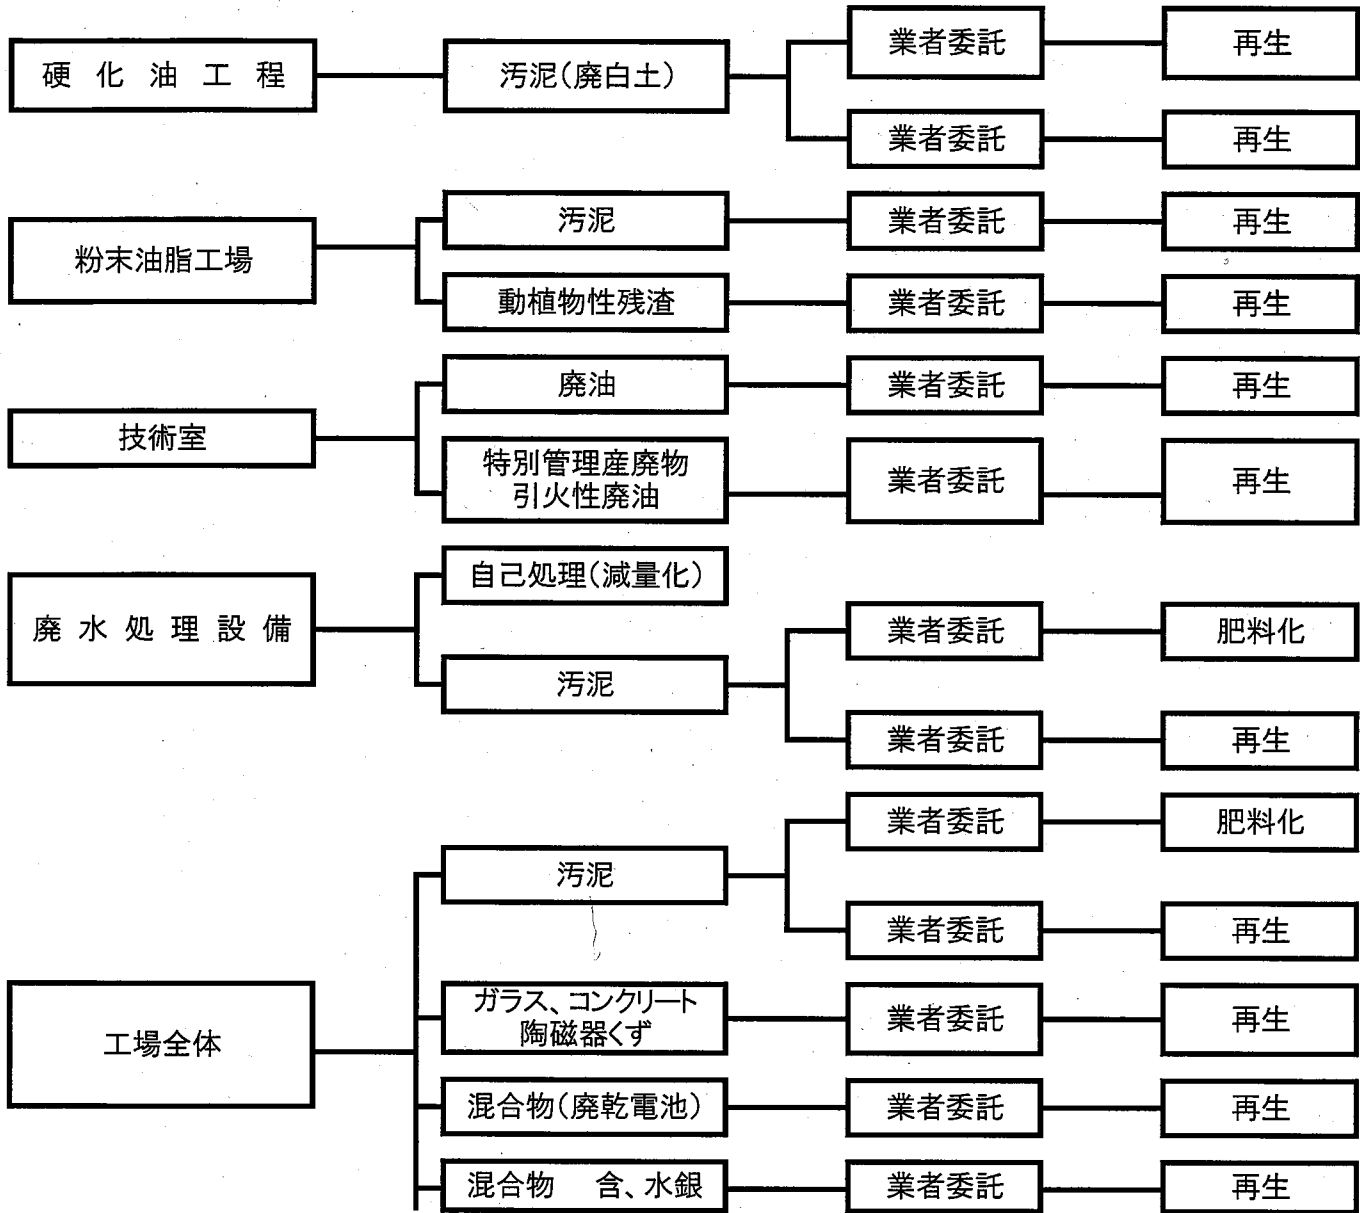 硬化油工程
汚泥(廃白土)
業者委託
再生
業者委託
再生
粉末油脂工場
汚泥
業者委託
再生
動植物性残渣
業者委託
再生
技術室
廃油
業者委託
再生
特別管理産廃物
引火性廃油
業者委託
再生
廃水処理設備
自己処理(減量化)
汚泥
業者委託
肥料化
業者委託
再生
工場全体
汚泥
業者委託
肥料化
業者委託
再生
ガラス、コンクリート
陶磁器くず
業者委託
再生
混合物(廃乾電池)
業者委託
再生
混合物 含、水銀
業者委託
再生